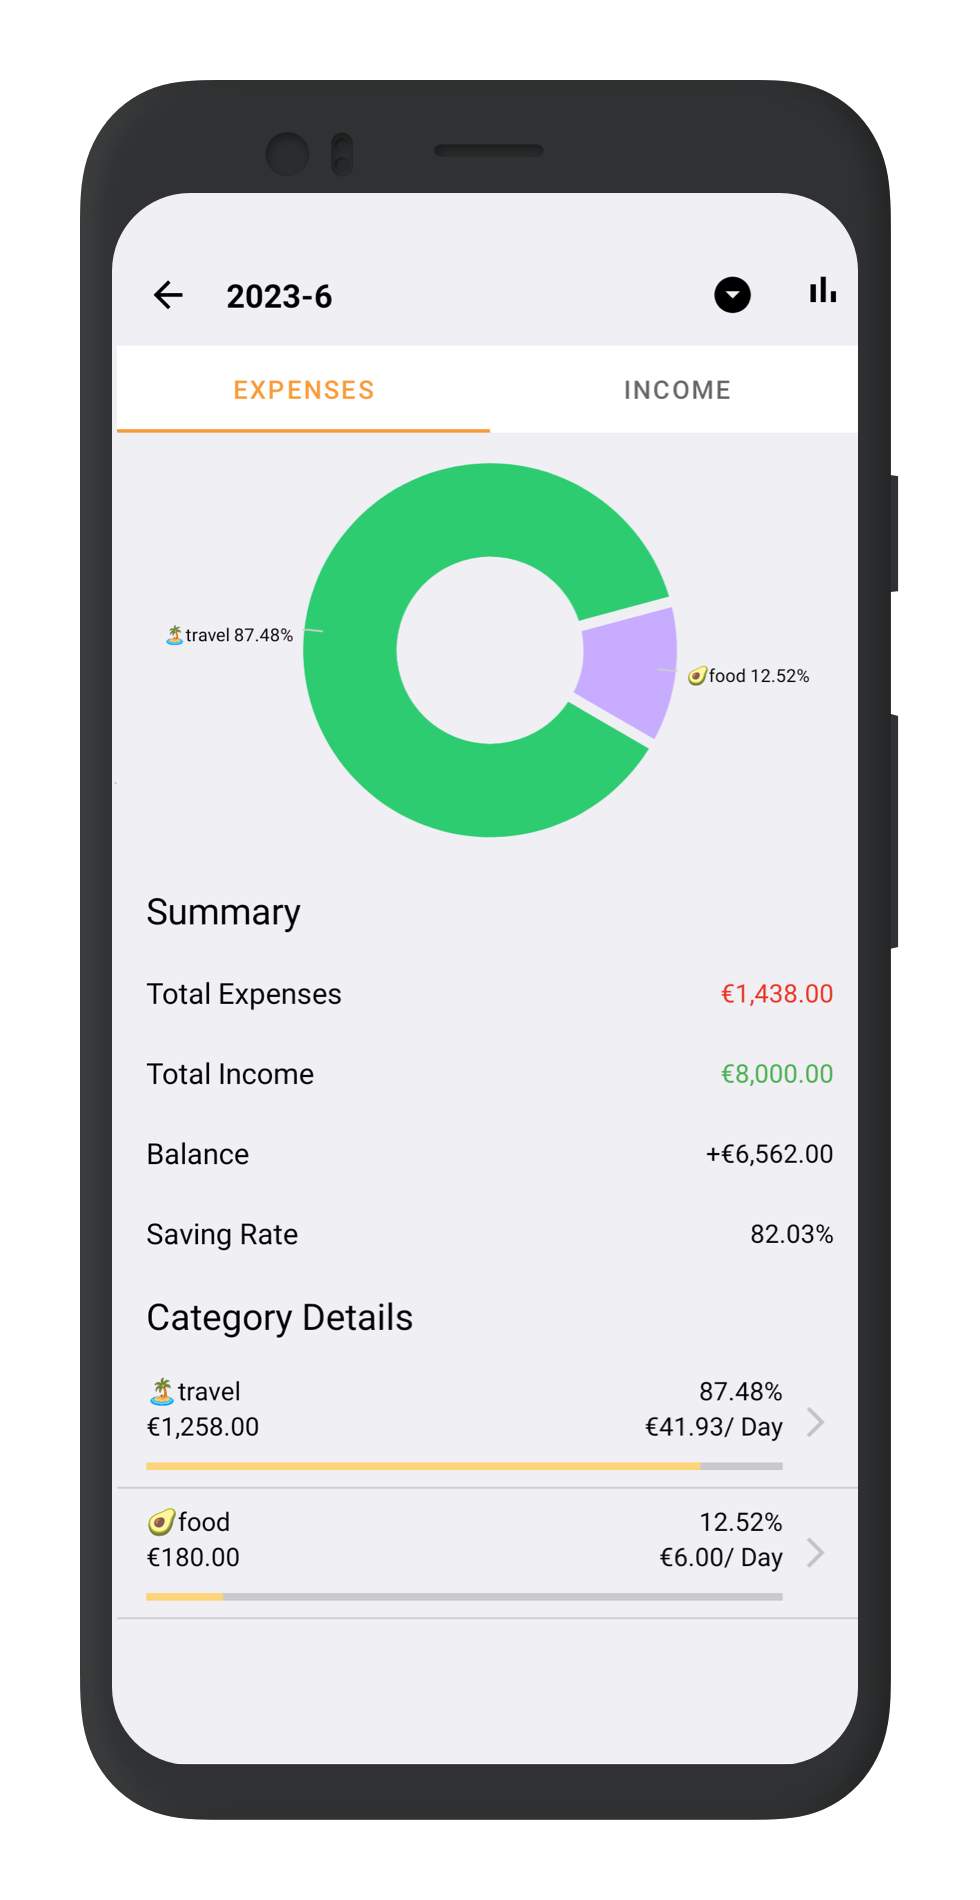 2023-6
EXPENSES INCOME
🏝️travel 87.48%
🥑food 12.52%
Summary
Total Expenses €1,438.00
Total Income €8,000.00
Balance +€6,562.00
Saving Rate 82.03%
Category Details
🏝️travel 87.48%
€1,258.00 €41.93/ Day
🥑food 12.52%
€180.00 €6.00/ Day